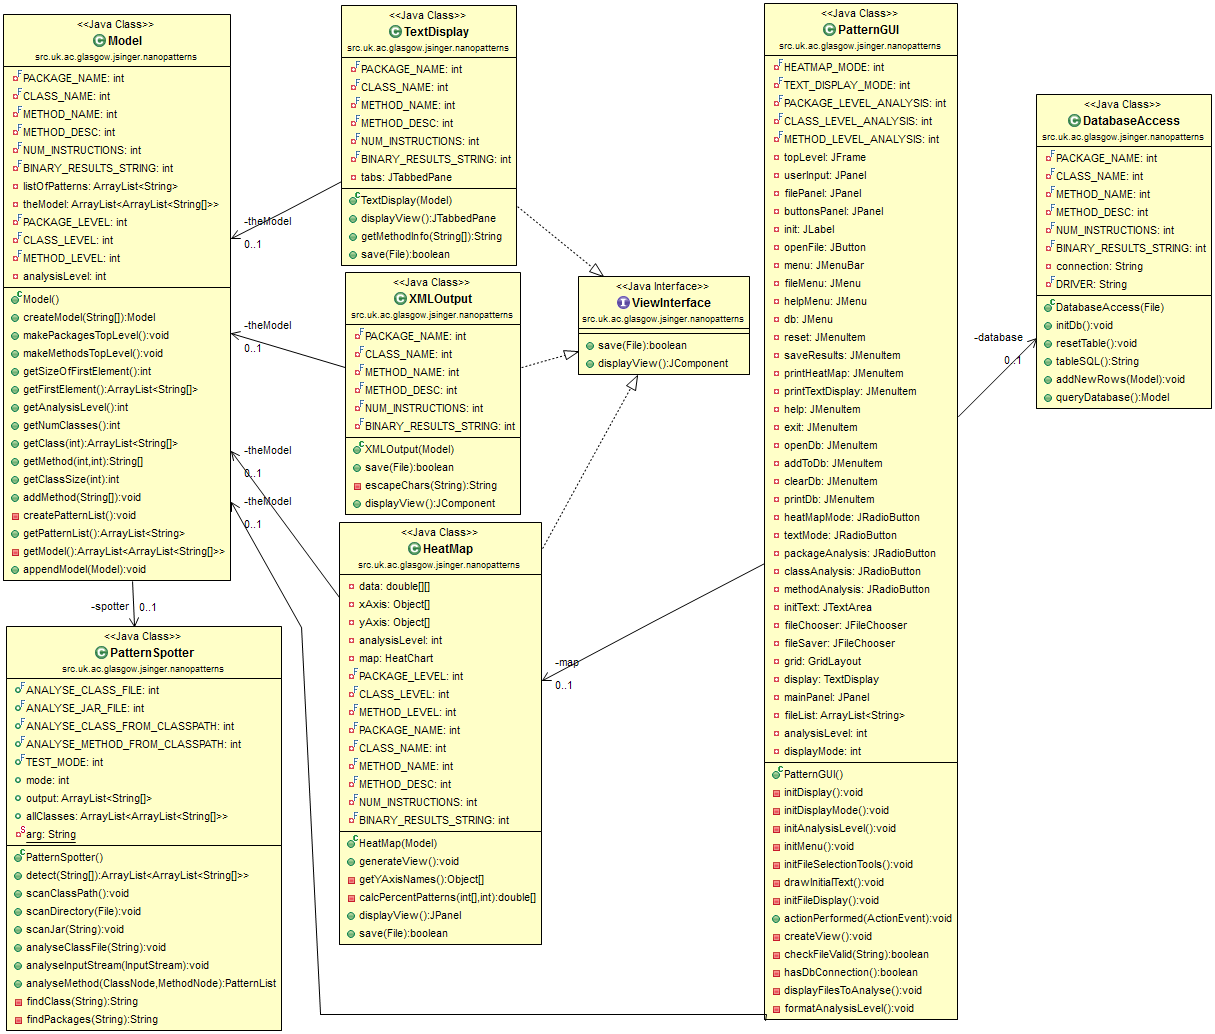 <<Java Class>>
Model
src.uk.ac.glasgow.jsinger.nanopatterns
PACKAGE_NAME: int
CLASS_NAME: int
METHOD_NAME: int
METHOD_DESC: int
NUM_INSTRUCTIONS: int
BINARY_RESULTS_STRING: int
listOfPatterns: ArrayList<String>
theModel: ArrayList<ArrayList<String[]>>
PACKAGE_LEVEL: int
CLASS_LEVEL: int
METHOD_LEVEL: int
analysisLevel: int
Model()
createModel(String[]):Model
makePackagesTopLevel():void
makeMethodsTopLevel():void
getSizeOfFirstElement():int
getFirstElement():ArrayList<String[]>
getAnalysisLevel():int
getNumClasses():int
getClass(int):ArrayList<String[]>
getMethod(int,int):String[]
getClassSize(int):int
addMethod(String[]):void
createPatternList():void
getPatternList():ArrayList<String>
getModel():ArrayList<ArrayList<String[]>>
appendModel(Model):void
-spotter
0..1
<<Java Class>>
PatternSpotter
src.uk.ac.glasgow.jsinger.nanopatterns
ANALYSE_CLASS_FILE: int
ANALYSE_JAR_FILE: int
ANALYSE_CLASS_FROM_CLASSPATH: int
ANALYSE_METHOD_FROM_CLASSPATH: int
TEST_MODE: int
mode: int
output: ArrayList<String[]>
allClasses: ArrayList<ArrayList<String[]>>
arg: String
PatternSpotter()
detect(String[]):ArrayList<ArrayList<String[]>>
scanClassPath():void
scanDirectory(File):void
scanJar(String):void
analyseClassFile(String):void
analyseInputStream(InputStream):void
analyseMethod(ClassNode,MethodNode):PatternList
findClass(String):String
findPackages(String):String
-theModel
0..1
-theModel
0..1
-theModel
0..1
-theModel
0..1
<<Java Class>>
TextDisplay
src.uk.ac.glasgow.jsinger.nanopatterns
PACKAGE_NAME: int
CLASS_NAME: int
METHOD_NAME: int
METHOD_DESC: int
NUM_INSTRUCTIONS: int
BINARY_RESULTS_STRING: int
tabs: JTabbedPane
TextDisplay(Model)
displayView():JTabbedPane
getMethodInfo(String[]):String
save(File):boolean
<<Java Class>>
XMLOutput
src.uk.ac.glasgow.jsinger.nanopatterns
PACKAGE_NAME: int
CLASS_NAME: int
METHOD_NAME: int
METHOD_DESC: int
NUM_INSTRUCTIONS: int
BINARY_RESULTS_STRING: int
XMLOutput(Model)
save(File):boolean
escapeChars(String):String
displayView():JComponent
<<Java Class>>
HeatMap
src.uk.ac.glasgow.jsinger.nanopatterns
data: double[][]
xAxis: Object[]
yAxis: Object[]
analysisLevel: int
map: HeatChart
PACKAGE_LEVEL: int
CLASS_LEVEL: int
METHOD_LEVEL: int
PACKAGE_NAME: int
CLASS_NAME: int
METHOD_NAME: int
METHOD_DESC: int
NUM_INSTRUCTIONS: int
BINARY_RESULTS_STRING: int
HeatMap(Model)
generateView():void
getYAxisNames():Object[]
calcPercentPatterns(int[],int):double[]
displayView():JPanel
save(File):boolean
<<Java Interface>>
ViewInterface
src.uk.ac.glasgow.jsinger.nanopatterns
save(File):boolean
displayView():JComponent
-map
0..1
<<Java Class>>
PatternGUI
src.uk.ac.glasgow.jsinger.nanopatterns
HEATMAP_MODE: int
TEXT_DISPLAY_MODE: int
PACKAGE_LEVEL_ANALYSIS: int
CLASS_LEVEL_ANALYSIS: int
METHOD_LEVEL_ANALYSIS: int
topLevel: JFrame
userInput: JPanel
filePanel: JPanel
buttonsPanel: JPanel
init: JLabel
openFile: JButton
menu: JMenuBar
fileMenu: JMenu
helpMenu: JMenu
db: JMenu
reset: JMenuItem
saveResults: JMenuItem
printHeatMap: JMenuItem
printTextDisplay: JMenuItem
help: JMenuItem
exit: JMenuItem
openDb: JMenuItem
addToDb: JMenuItem
clearDb: JMenuItem
printDb: JMenuItem
heatMapMode: JRadioButton
textMode: JRadioButton
packageAnalysis: JRadioButton
classAnalysis: JRadioButton
methodAnalysis: JRadioButton
initText: JTextArea
fileChooser: JFileChooser
fileSaver: JFileChooser
grid: GridLayout
display: TextDisplay
mainPanel: JPanel
fileList: ArrayList<String>
analysisLevel: int
displayMode: int
PatternGUI()
initDisplay():void
initDisplayMode():void
initAnalysisLevel():void
initMenu():void
initFileSelectionTools():void
drawInitialText():void
initFileDisplay():void
actionPerformed(ActionEvent):void
createView():void
checkFileValid(String):boolean
hasDbConnection():boolean
displayFilesToAnalyse():void
formatAnalysisLevel():void
-database
0..1
<<Java Class>>
DatabaseAccess
src.uk.ac.glasgow.jsinger.nanopatterns
PACKAGE_NAME: int
CLASS_NAME: int
METHOD_NAME: int
METHOD_DESC: int
NUM_INSTRUCTIONS: int
BINARY_RESULTS_STRING: int
connection: String
DRIVER: String
DatabaseAccess(File)
initDb():void
resetTable():void
tableSQL():String
addNewRows(Model):void
queryDatabase():Model